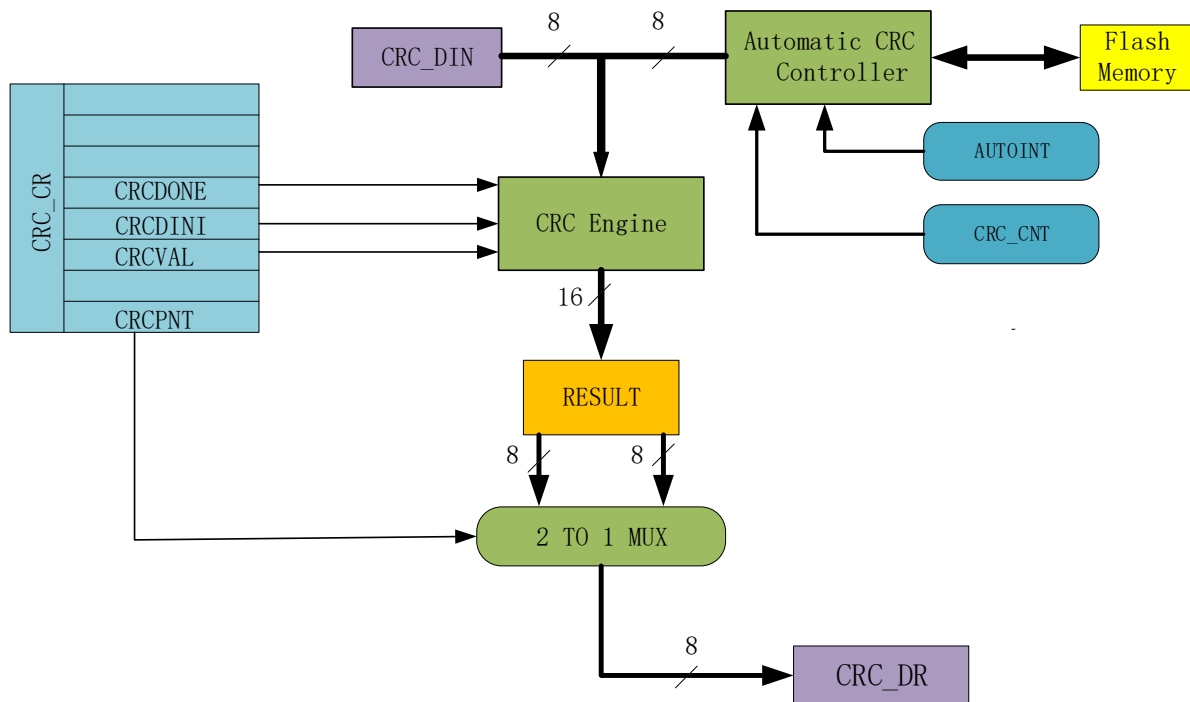 8
8
CRC_DIN
Automatic CRC
Controller
Flash
Memory
AUTOINT
CRC_CNT
CRC_CR
CRCDONE
CRCDINI
CRCVAL
CRCPNT
CRC Engine
16
RESULT
8
8
2 TO 1 MUX
8
CRC_DR